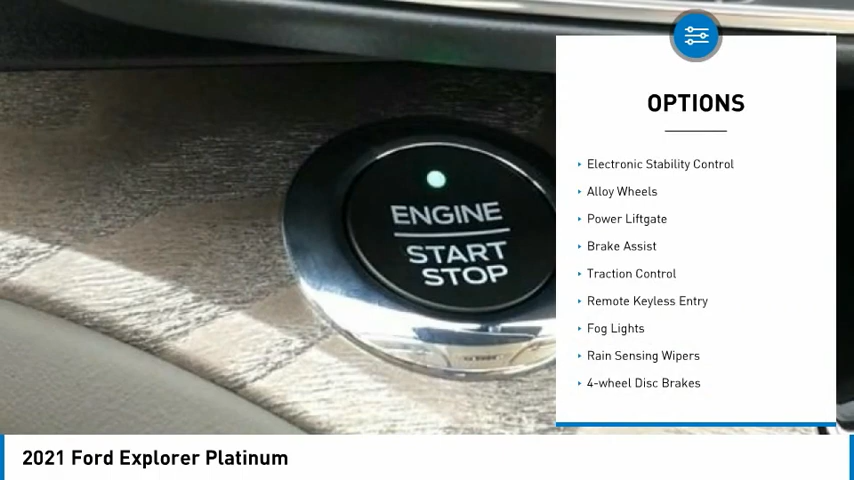 ENGINE
START
STOP
OPTIONS
Electronic Stability Control
Alloy Wheels
Power Liftgate
Brake Assist
Traction Control
Remote Keyless Entry
Fog Lights
Rain Sensing Wipers
4-wheel Disc Brakes
2021 Ford Explorer Platinum